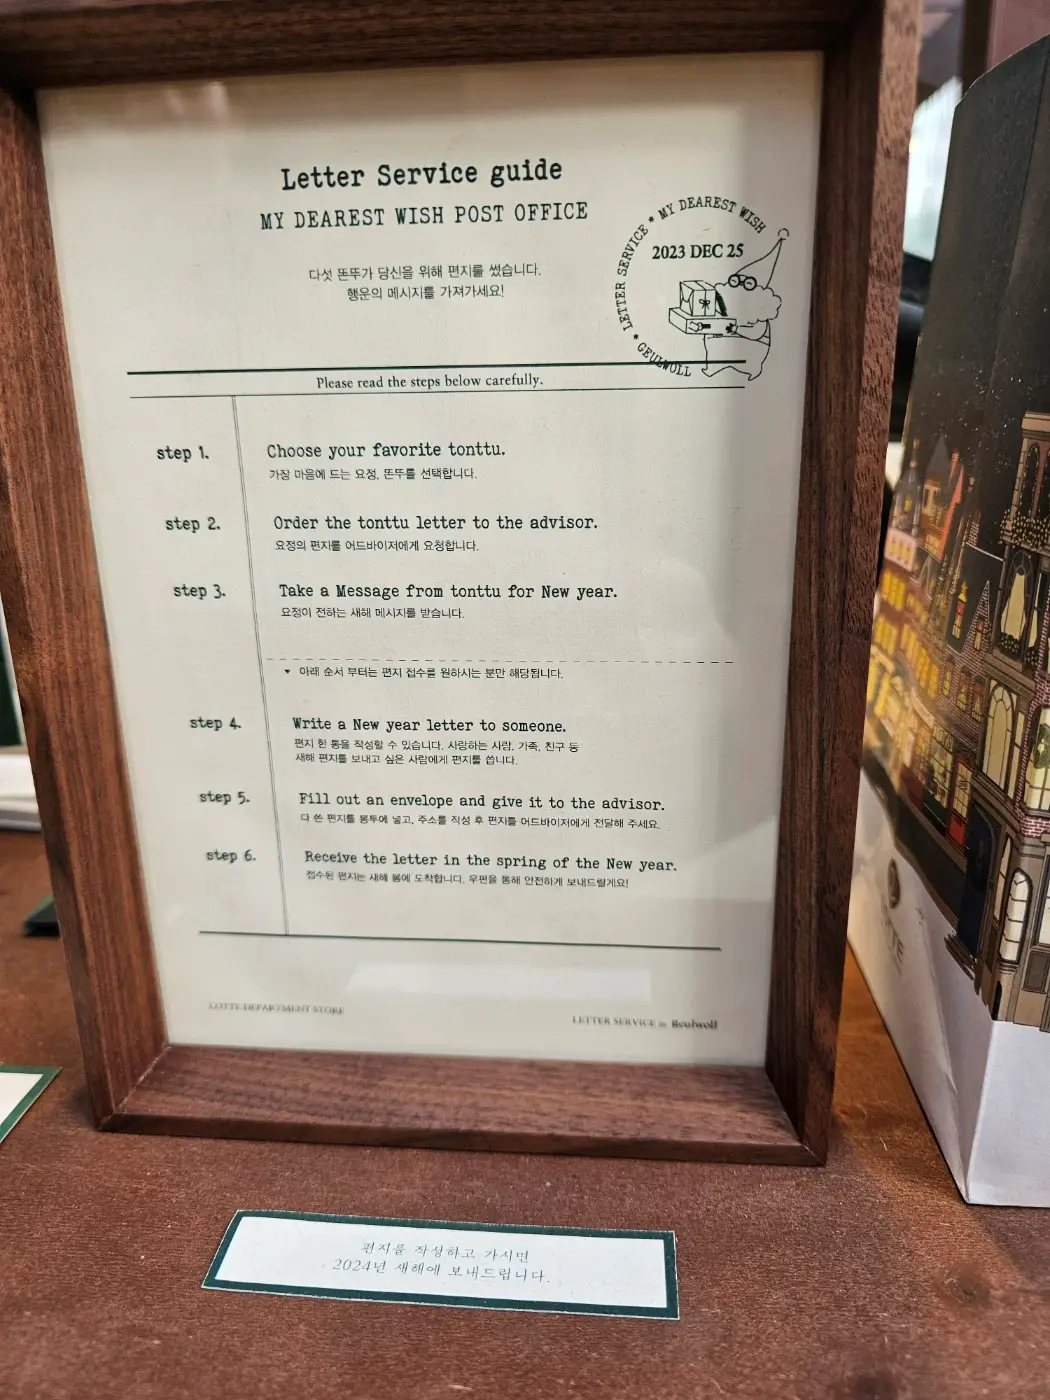 Letter Service guide
MY DEAREST WISH POST OFFICE
다섯 똔뚜가 당신을 위해 편지를 썼습니다.
행운의 메시지를 가져가세요!
LETTER SERVICE * MY DEAREST WISH
2023 DEC 25
* GEULWOLL
Please read the steps below carefully.
step 1. Choose your favorite tonttu.
가장 마음에 드는 요정, 똔뚜를 선택합니다.
step 2. Order the tonttu letter to the advisor.
요정의 편지를 어드바이저에게 요청합니다.
step 3. Take a Message from tonttu for New year.
요정이 전하는 새해 메시지를 받습니다.
▼ 아래 순서 부터는 편지 접수를 원하시는 분만 해당됩니다.
step 4. Write a New year letter to someone.
편지 한 통을 작성할 수 있습니다. 사랑하는 사람, 가족, 친구 등
새해 편지를 보내고 싶은 사람에게 편지를 씁니다.
step 5. Fill out an envelope and give it to the advisor.
다 쓴 편지를 봉투에 넣고, 주소를 작성 후 편지를 어드바이저에게 전달해 주세요.
step 6. Receive the letter in the spring of the New year.
접수된 편지는 새해 봄에 도착합니다. 우편을 통해 안전하게 보내드릴게요!
LOTTE DEPARTMENT STORE
LETTER SERVICE in Geulwoll
편지를 작성하고 가시면
2024년 새해에 보내드립니다.